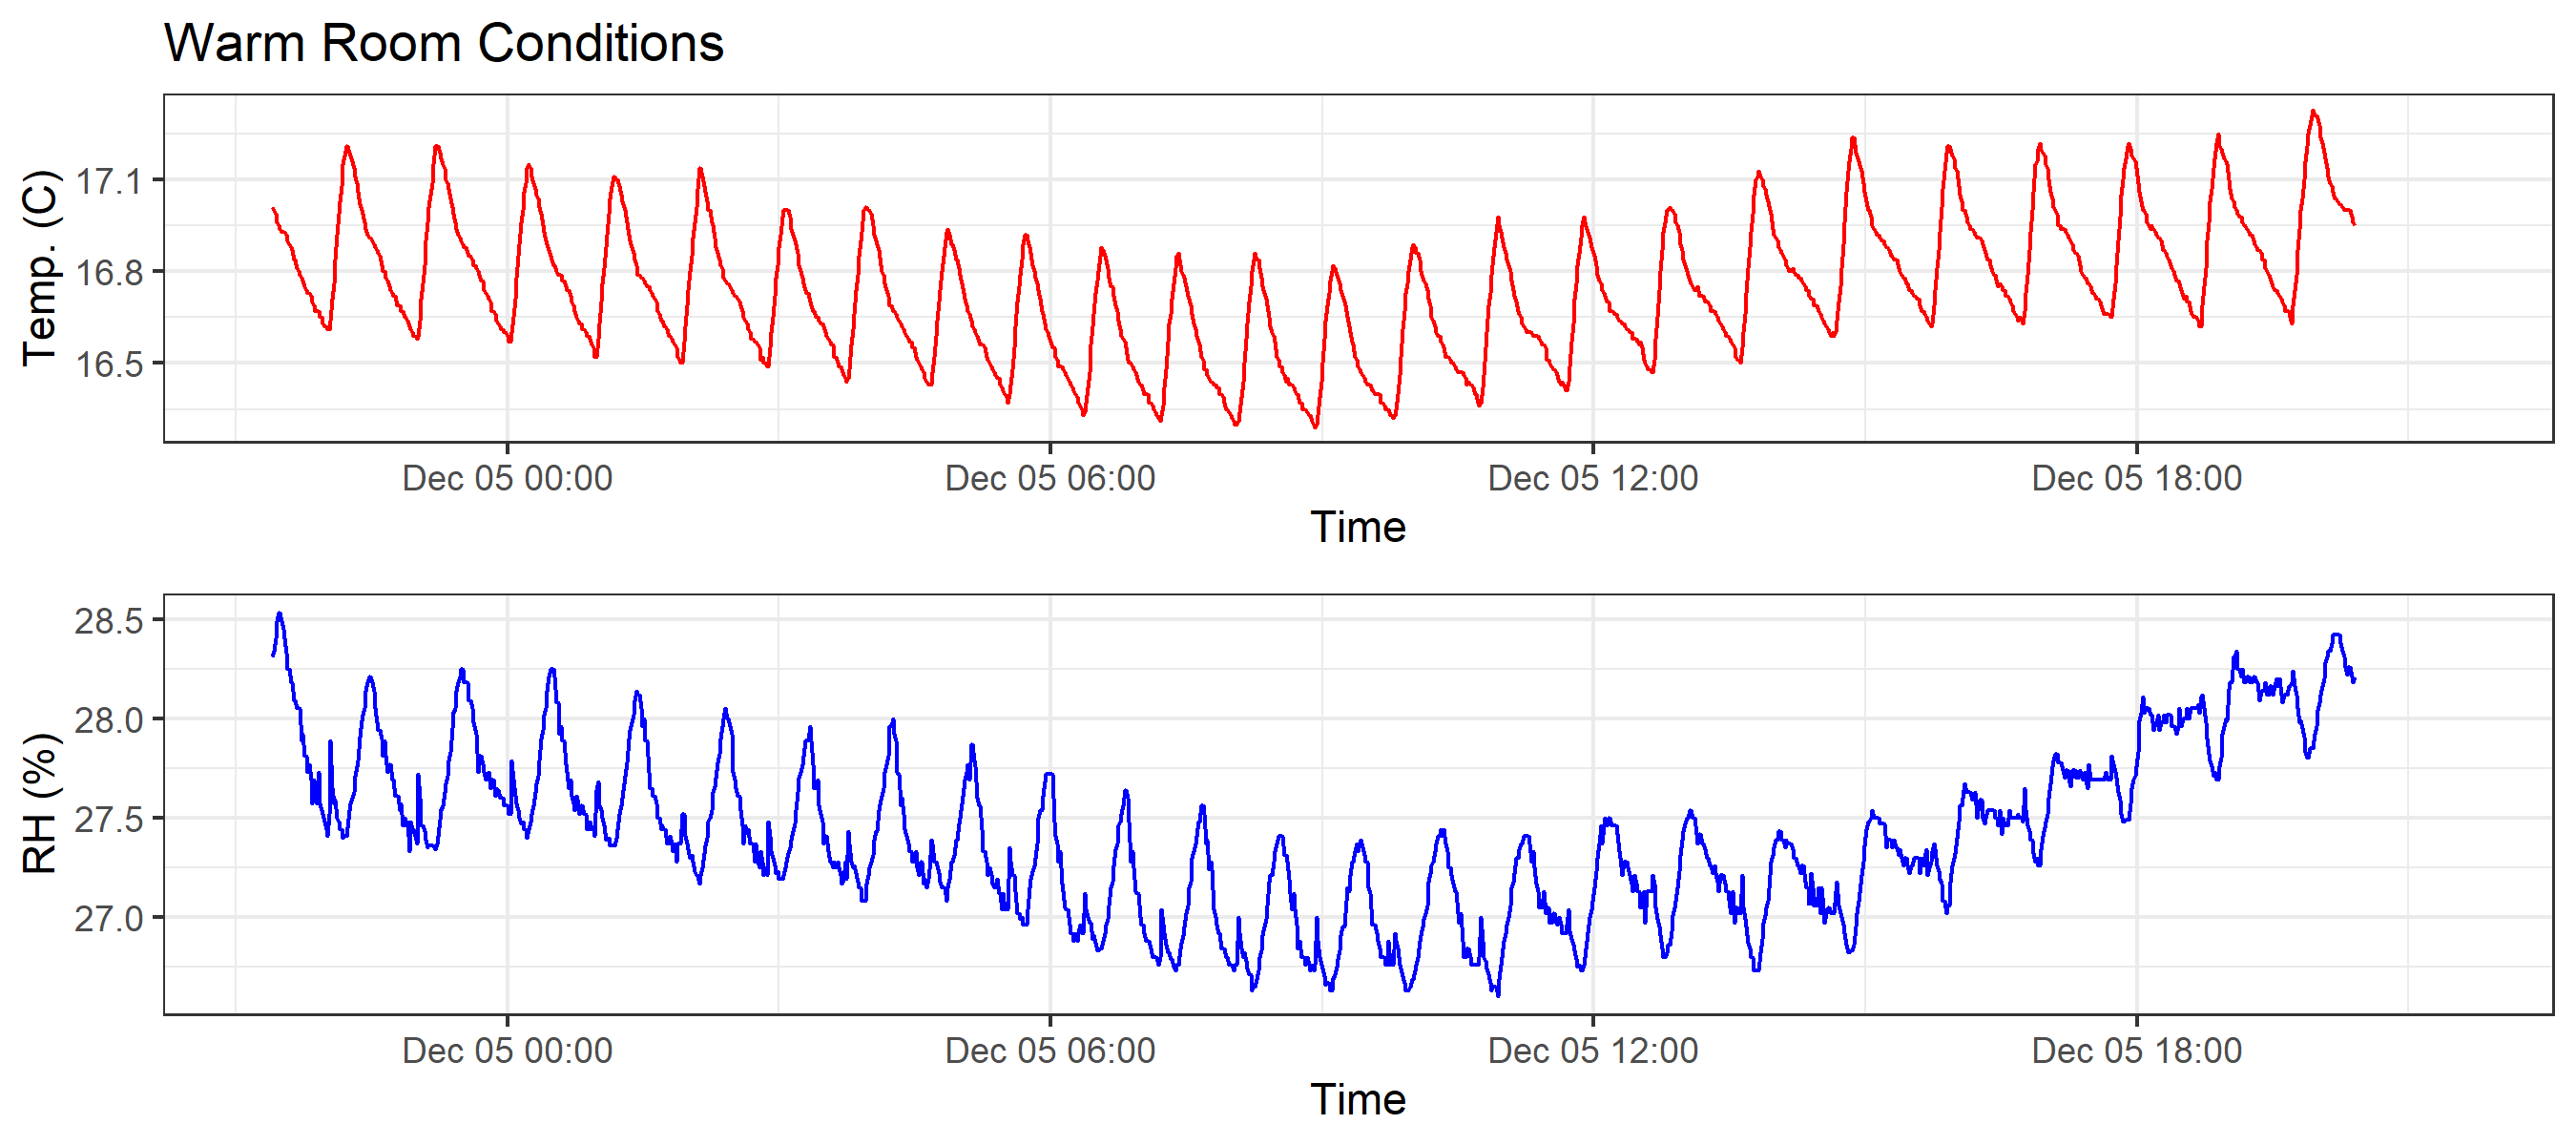 Warm Room Conditions
Temp. (C)
17.1
16.8
16.5
Dec 05 00:00 Dec 05 06:00 Dec 05 12:00 Dec 05 18:00
Time
RH (%)
28.5
28.0
27.5
27.0
Dec 05 00:00 Dec 05 06:00 Dec 05 12:00 Dec 05 18:00
Time